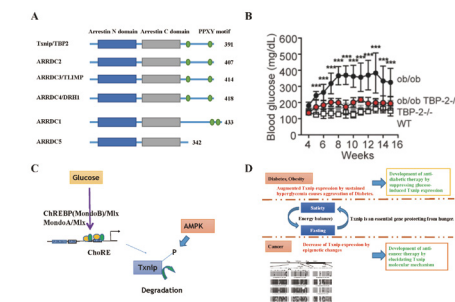 A
Arrestin N domain Arrestin C domain PPXY motif
Txnip/TBP2 391
ARRDC2 407
ARRDC3/TLIMP 414
ARRDC4/DRH1 418
ARRDC1 433
ARRDC5 342
B
Blood glucose (mg/dL)
600
400
200
0
*** *** *** *** *** *** *** *** ***
ob/ob
ob/ob TBP-2-/-
TBP-2-/-
WT
4 6 8 10 12 14 16
Weeks
C
Glucose
ChREBP(MondoB)/Mlx
MondoA/Mlx
ChoRE
AMPK
P
TxnIp
Degradation
D
Diabetes, Obesity
Augmented Txnip expression by sustained
hyperglycemia causes aggravation of Diabetes
Development of anti-
diabetic therapy by
suppressing glucose-
induced Txnip expression
Satiety
(Energy balance)
Fasting
Txnip is an essential gene protecting from hunger.
Cancer
Decrease of Txnip expression by
epigenetic changes
Development of anti-
cancer therapy by
elucidating Txnip
molecular mechanism